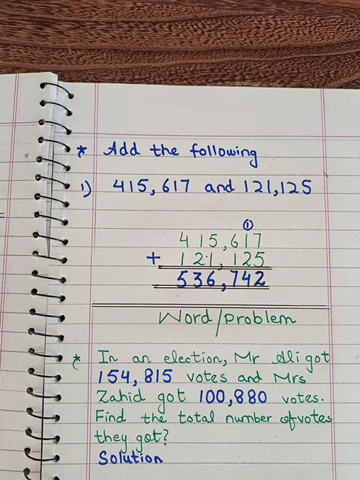 * Add the following
1) 415,617 and 121,125
1
415,617
+ 121,125
536,742
Word/problem
* In an election, Mr Ali got
154,815 votes and Mrs
Zahid got 100,880 votes.
Find the total number of votes
they got?
Solution